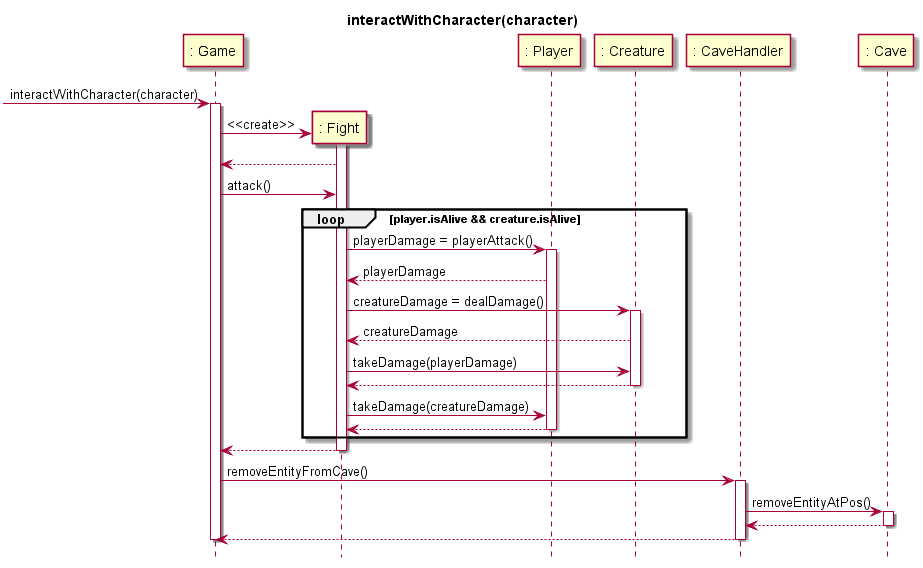 interactWithCharacter(character)
: Game
: Player
: Creature
: CaveHandler
: Cave
interactWithCharacter(character)
<<create>>
: Fight
attack()
loop
[player.isAlive && creature.isAlive]
playerDamage = playerAttack()
playerDamage
creatureDamage = dealDamage()
creatureDamage
takeDamage(playerDamage)
takeDamage(creatureDamage)
removeEntityFromCave()
removeEntityAtPos()